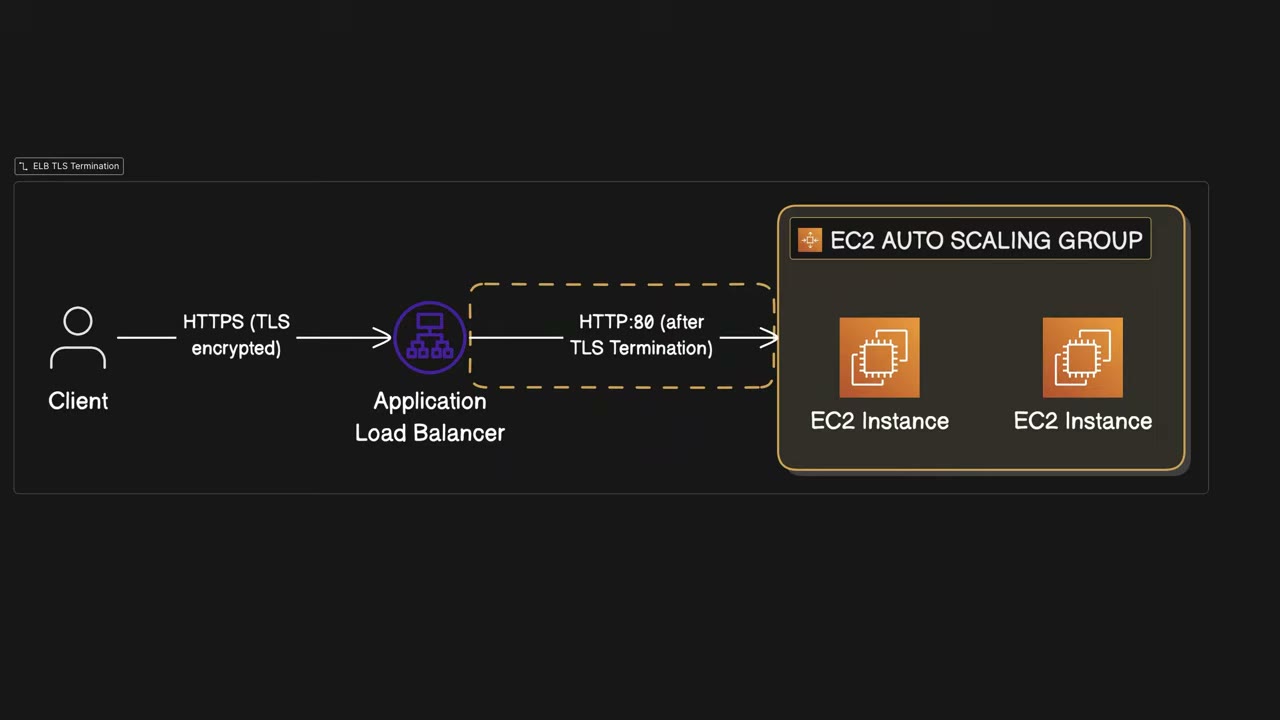 ELB TLS Termination
EC2 AUTO SCALING GROUP
HTTPS (TLS
encrypted)
HTTP:80 (after
TLS Termination)
Client
Application
Load Balancer
EC2 Instance
EC2 Instance